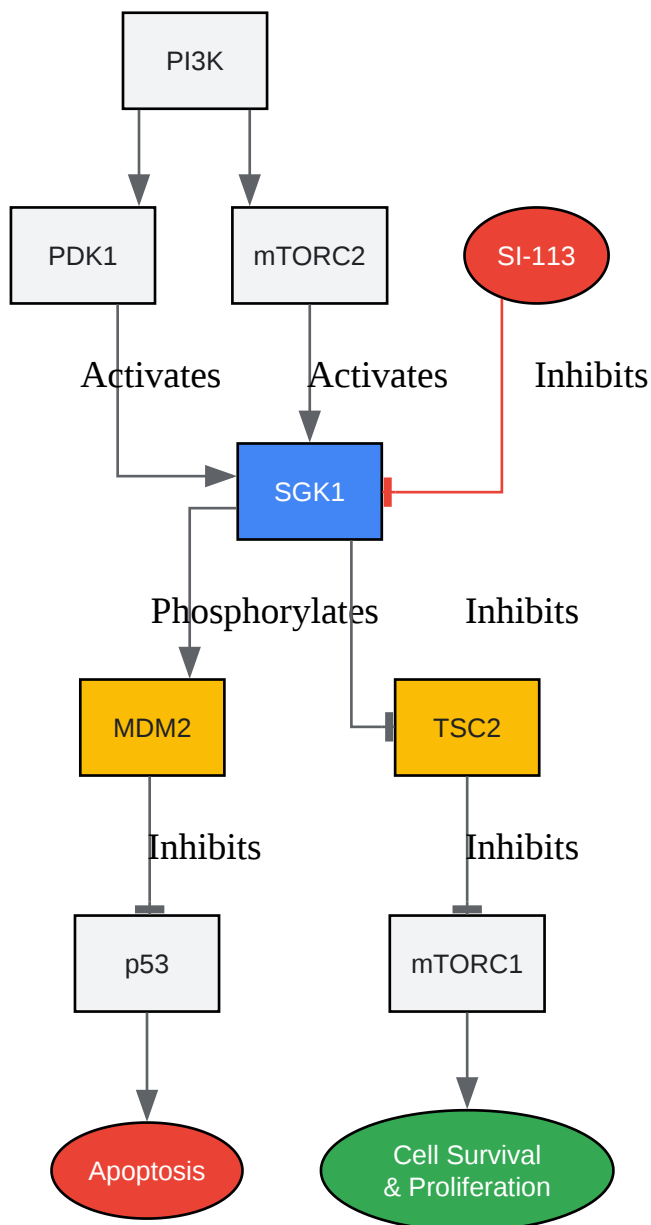 PI3K
PDK1
mTORC2
SI-113
Activates
Activates
Inhibits
SGK1
Phosphorylates
Inhibits
MDM2
TSC2
Inhibits
Inhibits
p53
mTORC1
Apoptosis
Cell Survival
& Proliferation